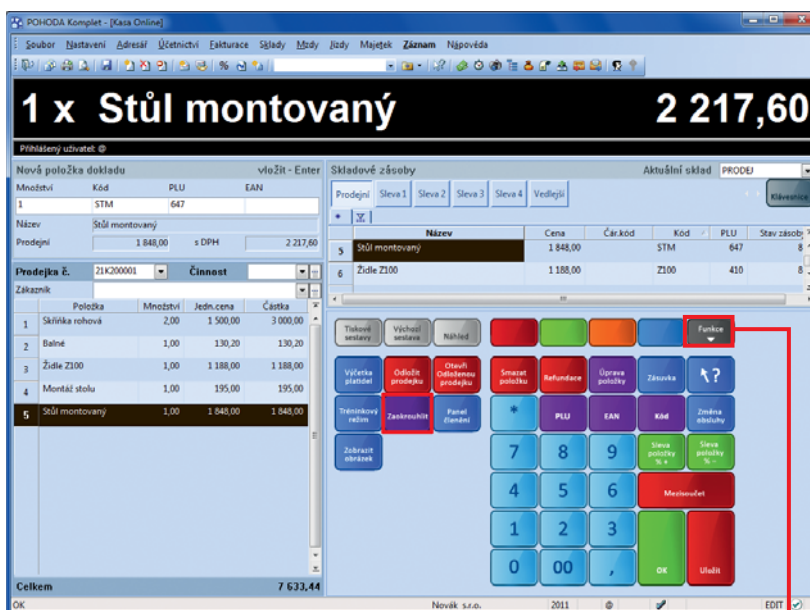 POHODA Komplet - [Kasa Online]
Soubor Nastavení Adresář Účetnictví Fakturace Sklady Mzdy Jízdy Majetek Záznam Nápověda
1 x Stůl montovaný 2 217,60
Přihlášený uživatel: @
Nová položka dokladu vložit - Enter
Množství Kód PLU EAN
1 STM 647
Název Stůl montovaný
Prodejní 1 848,00 s DPH 2 217,60
Prodejka č. 21K200001 Činnost
Zákazník
Položka Množství Jedn.cena Částka
1 Skříňka rohová 2,00 1 500,00 3 000,00
2 Balné 1,00 130,20 130,20
3 Židle Z100 1,00 1 188,00 1 188,00
4 Montáž stolu 1,00 195,00 195,00
5 Stůl montovaný 1,00 1 848,00 1 848,00
Celkem 7 633,44
Skladové zásoby Aktuální sklad PRODEJ
Prodejní Sleva 1 Sleva 2 Sleva 3 Sleva 4 Vedlejší Klávesnice
Název Cena Čár.kód Kód PLU Stav zásoby
5 Stůl montovaný 1 848,00 STM 647 8
6 Židle Z100 1 188,00 Z100 410 8
Tiskové sestavy
Výchozí sestava
Náhled
Funkce
Výčetka platidel
Odložit prodejku
Otevři Odloženou prodejku
Smazat položku
Refundace
Úprava položky
Zásuvka
?
Tréninkový režim
Zaokrouhlit
Panel členění
*
PLU
EAN
Kód
Změna obsluhy
Zobrazit obrázek
7 8 9
Sleva položky % +
Sleva položky % -
4 5 6
Mezisoučet
1 2 3
0 00 ,
OK
Uložit
OK Novák s.r.o. 2011 @ EDIT